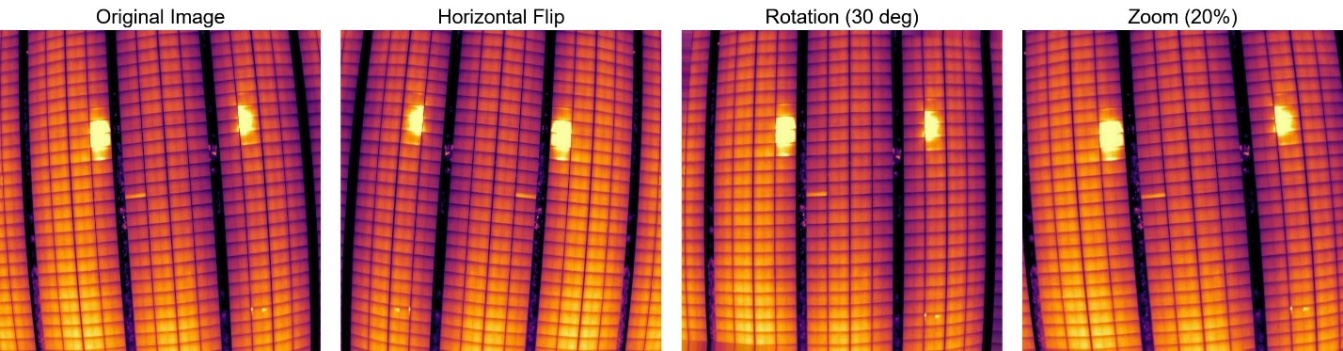 Original Image
Horizontal Flip
Rotation (30 deg)
Zoom (20%)